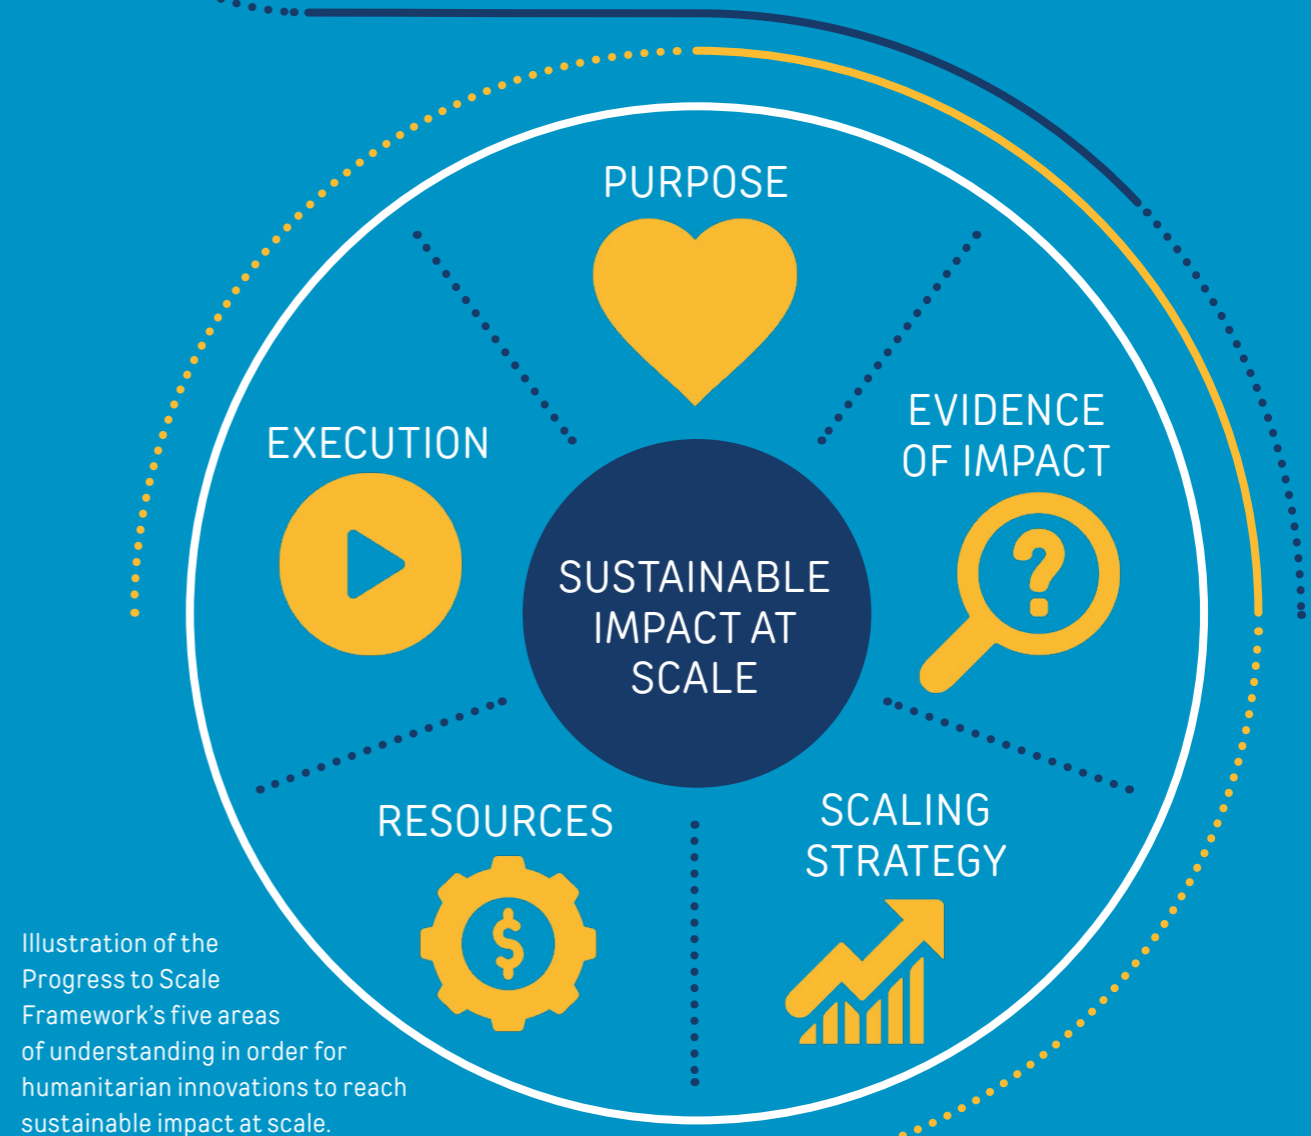 PURPOSE
EVIDENCE
OF IMPACT
EXECUTION
SUSTAINABLE
IMPACT AT
SCALE
SCALING
STRATEGY
RESOURCES
$
Illustration of the
Progress to Scale
Framework’s five areas
of understanding in order for
humanitarian innovations to reach
sustainable impact at scale.
?